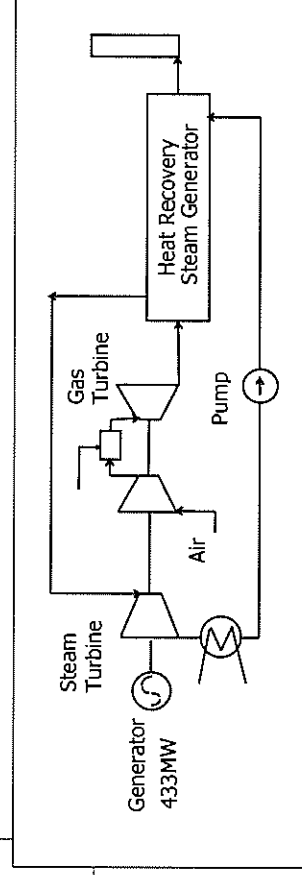 Generator
433MW
Steam
Turbine
Air
Gas
Turbine
Pump
Heat Recovery
Steam Generator